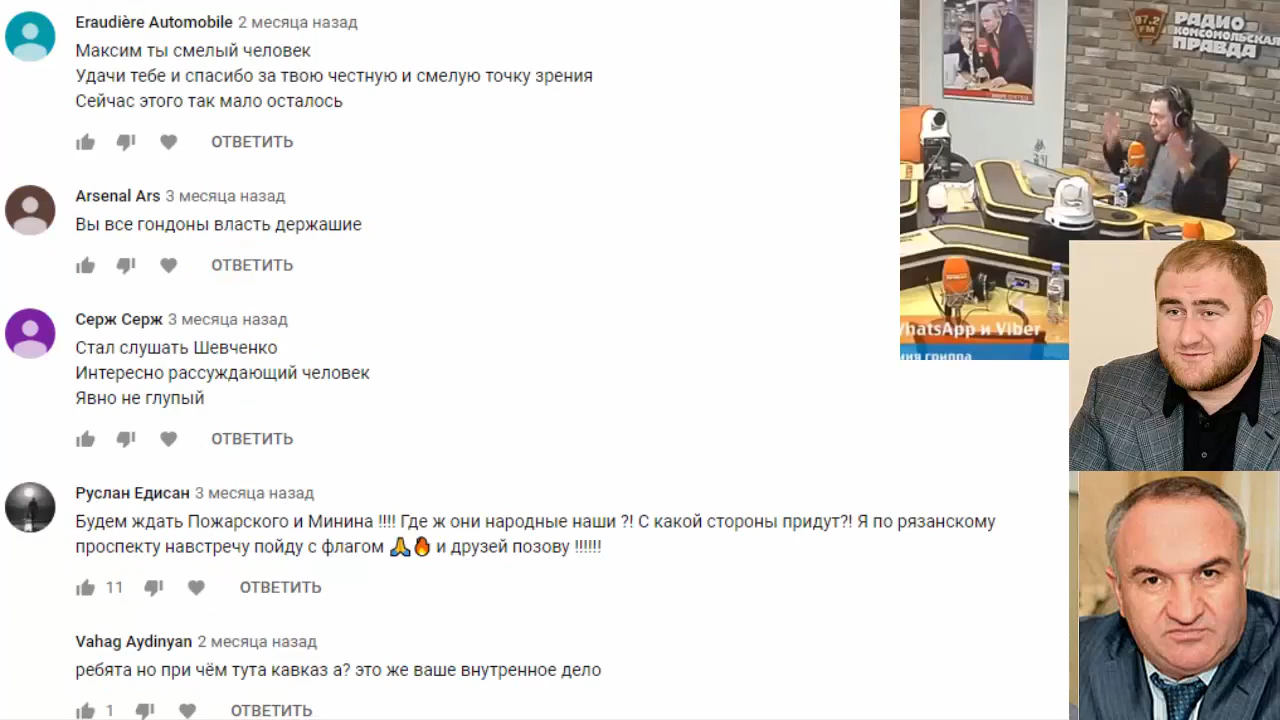 Eraudière Automobile 2 месяца назад
Максим ты смелый человек
Удачи тебе и спасибо за твою честную и смелую точку зрения
Сейчас этого так мало осталось
ОТВЕТИТЬ
Arsenal Ars 3 месяца назад
Вы все гондоны власть держашие
ОТВЕТИТЬ
Серж Серж 3 месяца назад
Стал слушать Шевченко
Интересно рассуждающий человек
Явно не глупый
ОТВЕТИТЬ
Руслан Едисан 3 месяца назад
Будем ждать Пожарского и Минина !!!! Где ж они народные наши ?! С какой стороны придут?! Я по рязанскому
проспекту навстречу пойду с флагом 🙏🔥 и друзей позову !!!!!!
11 ОТВЕТИТЬ
Vahag Aydinyan 2 месяца назад
ребята но при чём тута кавказ а? это же ваше внутренное дело
1 ОТВЕТИТЬ
97,2 FM
РАДИО
КОМСОМОЛЬСКАЯ
ПРАВДА
WhatsApp и Viber
ния гриппа